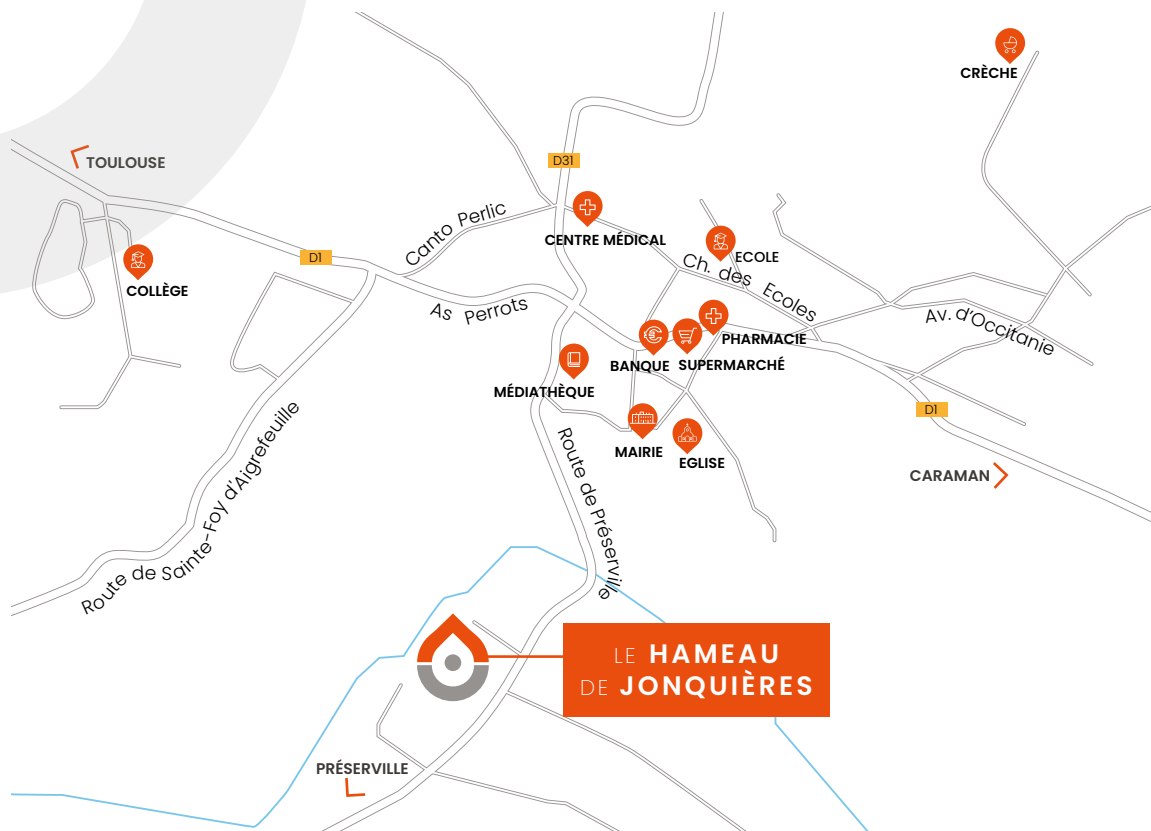 CRÈCHE
D31
TOULOUSE
Canto Perlic
CENTRE MÉDICAL
D1
ECOLE
COLLÈGE
Ch. des Ecoles
As Perrots
Av. d'Occitanie
PHARMACIE
BANQUE
SUPERMARCHÉ
MÉDIATHÈQUE
D1
MAIRIE
EGLISE
CARAMAN
Route de Sainte-Foy d'Aigrefeuille
Route de Préserville
LE HAMEAU
DE JONQUIÈRES
PRÉSERVILLE